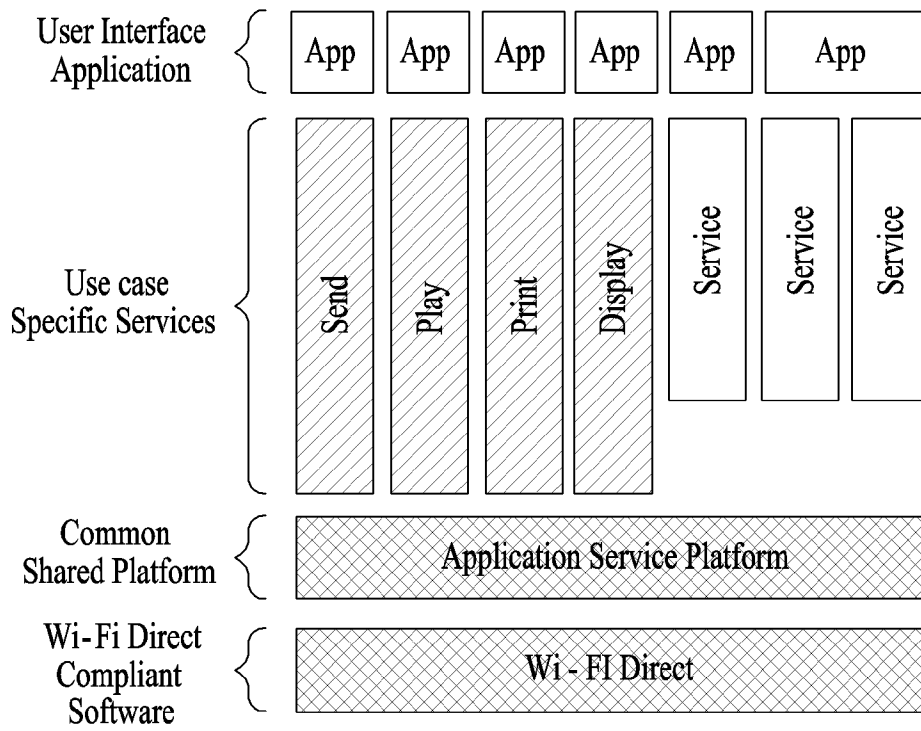 User Interface
Application
App App App App App App
Use case
Specific Services
Send
Play
Print
Display
Service
Service
Service
Common
Shared Platform
Application Service Platform
Wi-Fi Direct
Compliant
Software
Wi - FI Direct